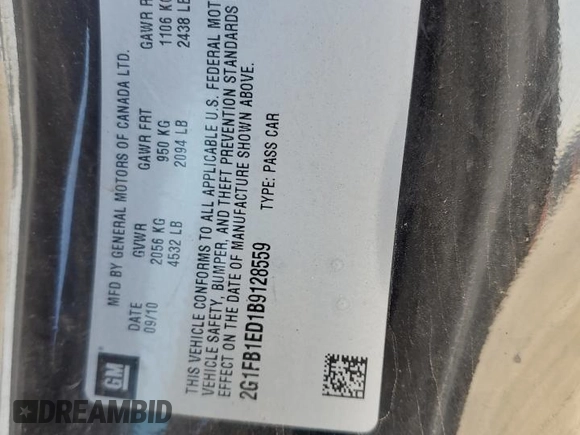 GM
MFD BY GENERAL MOTORS OF CANADA LTD.
DATE GVWR GAWR FRT GAWR R
09/10 2056 KG 950 KG 1106 KG
4532 LB 2094 LB 2438 LB
THIS VEHICLE CONFORMS TO ALL APPLICABLE U.S. FEDERAL MOT
VEHICLE SAFETY, BUMPER, AND THEFT PREVENTION STANDARDS
EFFECT ON THE DATE OF MANUFACTURE SHOWN ABOVE.
2G1FB1ED1B9128559 TYPE: PASS CAR
DREAMBID